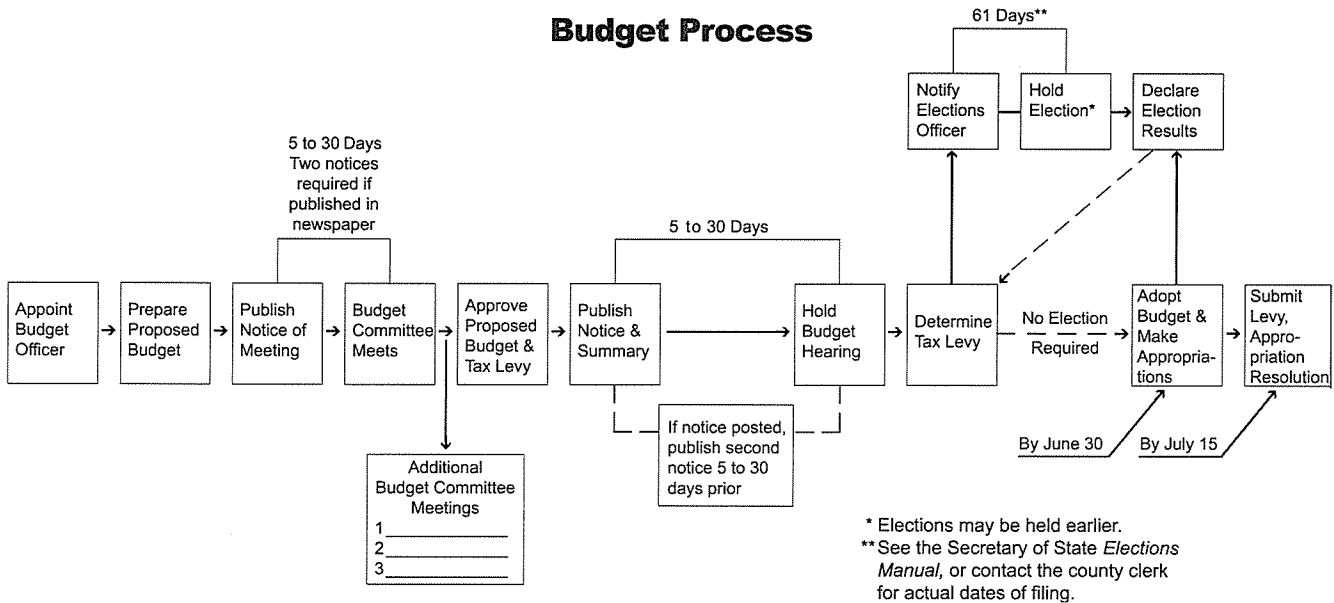 Budget Process
61 Days**
Notify
Elections
Officer
Hold
Election*
Declare
Election
Results
5 to 30 Days
Two notices
required if
published in
newspaper
5 to 30 Days
Appoint
Budget
Officer
Prepare
Proposed
Budget
Publish
Notice of
Meeting
Budget
Committee
Meets
Approve
Proposed
Budget &
Tax Levy
Publish
Notice &
Summary
Hold
Budget
Hearing
Determine
Tax Levy
No Election
Required
Adopt
Budget &
Make
Appropria-
tions
Submit
Levy,
Appro-
priation
Resolution
If notice posted,
publish second
notice 5 to 30
days prior
By June 30
By July 15
Additional
Budget Committee
Meetings
1
2
3
* Elections may be held earlier.
** See the Secretary of State Elections
Manual, or contact the county clerk
for actual dates of filing.